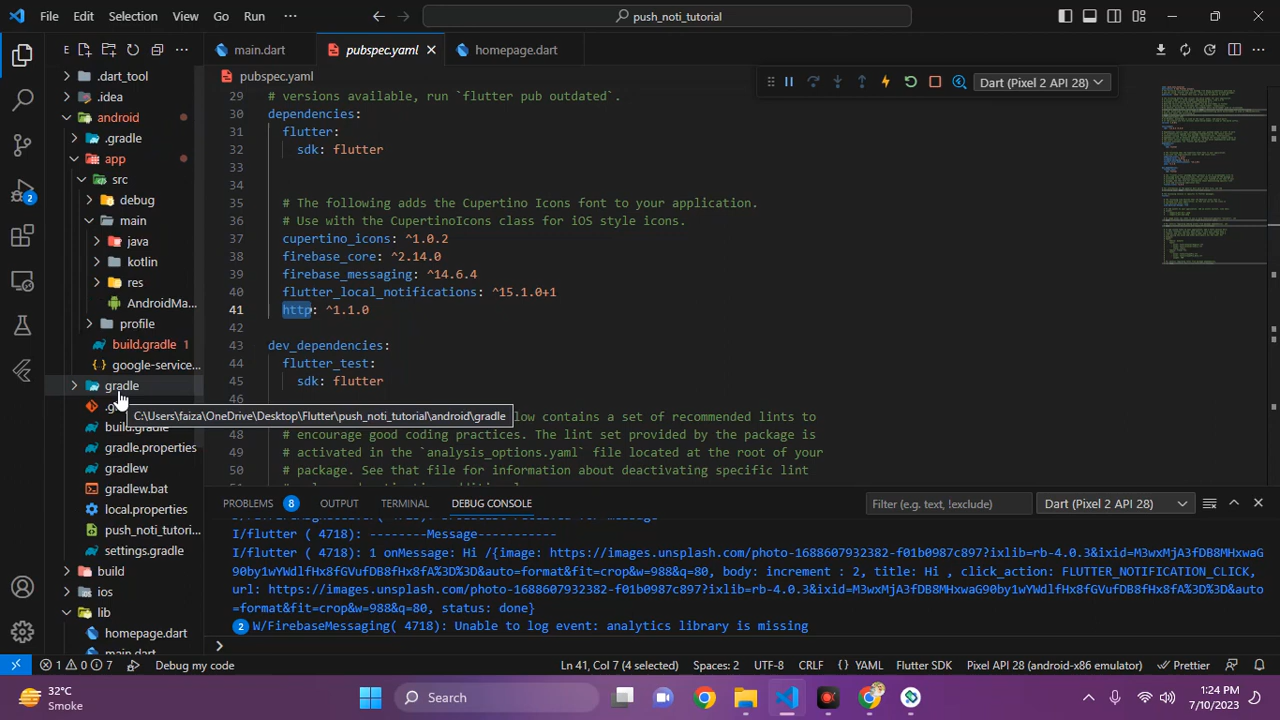 File Edit Selection View Go Run ··· push_noti_tutorial
main.dart pubspec.yaml homepage.dart
.dart_tool
.idea
android
.gradle
app
src
debug
main
java
kotlin
res
AndroidMa...
profile
build.gradle 1
google-service...
gradle
build.gradle
gradle.properties
gradlew
gradlew.bat
local.properties
push_noti_tutori...
settings.gradle
build
ios
lib
homepage.dart
main.dart
2
C:\Users\faiza\OneDrive\Desktop\Flutter\push_noti_tutorial\android\gradle
pubspec.yaml
Dart (Pixel 2 API 28)
29 # versions available, run `flutter pub outdated`.
30 dependencies:
31 flutter:
32 sdk: flutter
33
34
35 # The following adds the Cupertino Icons font to your application.
36 # Use with the CupertinoIcons class for iOS style icons.
37 cupertino_icons: ^1.0.2
38 firebase_core: ^2.14.0
39 firebase_messaging: ^14.6.4
40 flutter_local_notifications: ^15.1.0+1
41 http: ^1.1.0
42
43 dev_dependencies:
44 flutter_test:
45 sdk: flutter
46
low contains a set of recommended lints to
48 # encourage good coding practices. The lint set provided by the package is
49 # activated in the `analysis_options.yaml` file located at the root of your
50 # package. See that file for information about deactivating specific lint
PROBLEMS 8 OUTPUT TERMINAL DEBUG CONSOLE Filter (e.g. text, !exclude) Dart (Pixel 2 API 28)
I/flutter ( 4718): --------Message-----------
I/flutter ( 4718): 1 onMessage: Hi /{image: https://images.unsplash.com/photo-1688607932382-f01b0987c897?ixlib=rb-4.0.3&ixid=M3wxMjA3fDB8MHxwaG
90by1wYWdlfHx8fGVufDB8fHx8fA%3D%3D&auto=format&fit=crop&w=988&q=80, body: increment : 2, title: Hi , click_action: FLUTTER_NOTIFICATION_CLICK,
url: https://images.unsplash.com/photo-1688607932382-f01b0987c897?ixlib=rb-4.0.3&ixid=M3wxMjA3fDB8MHxwaG90by1wYWdlfHx8fGVufDB8fHx8fA%3D%3D&auto
=format&fit=crop&w=988&q=80, status: done}
2 W/FirebaseMessaging( 4718): Unable to log event: analytics library is missing
1 0 7 Debug my code Ln 41, Col 7 (4 selected) Spaces: 2 UTF-8 CRLF { } YAML Flutter SDK Pixel API 28 (android-x86 emulator) Prettier
32°C
Smoke
Search
1:24 PM
7/10/2023